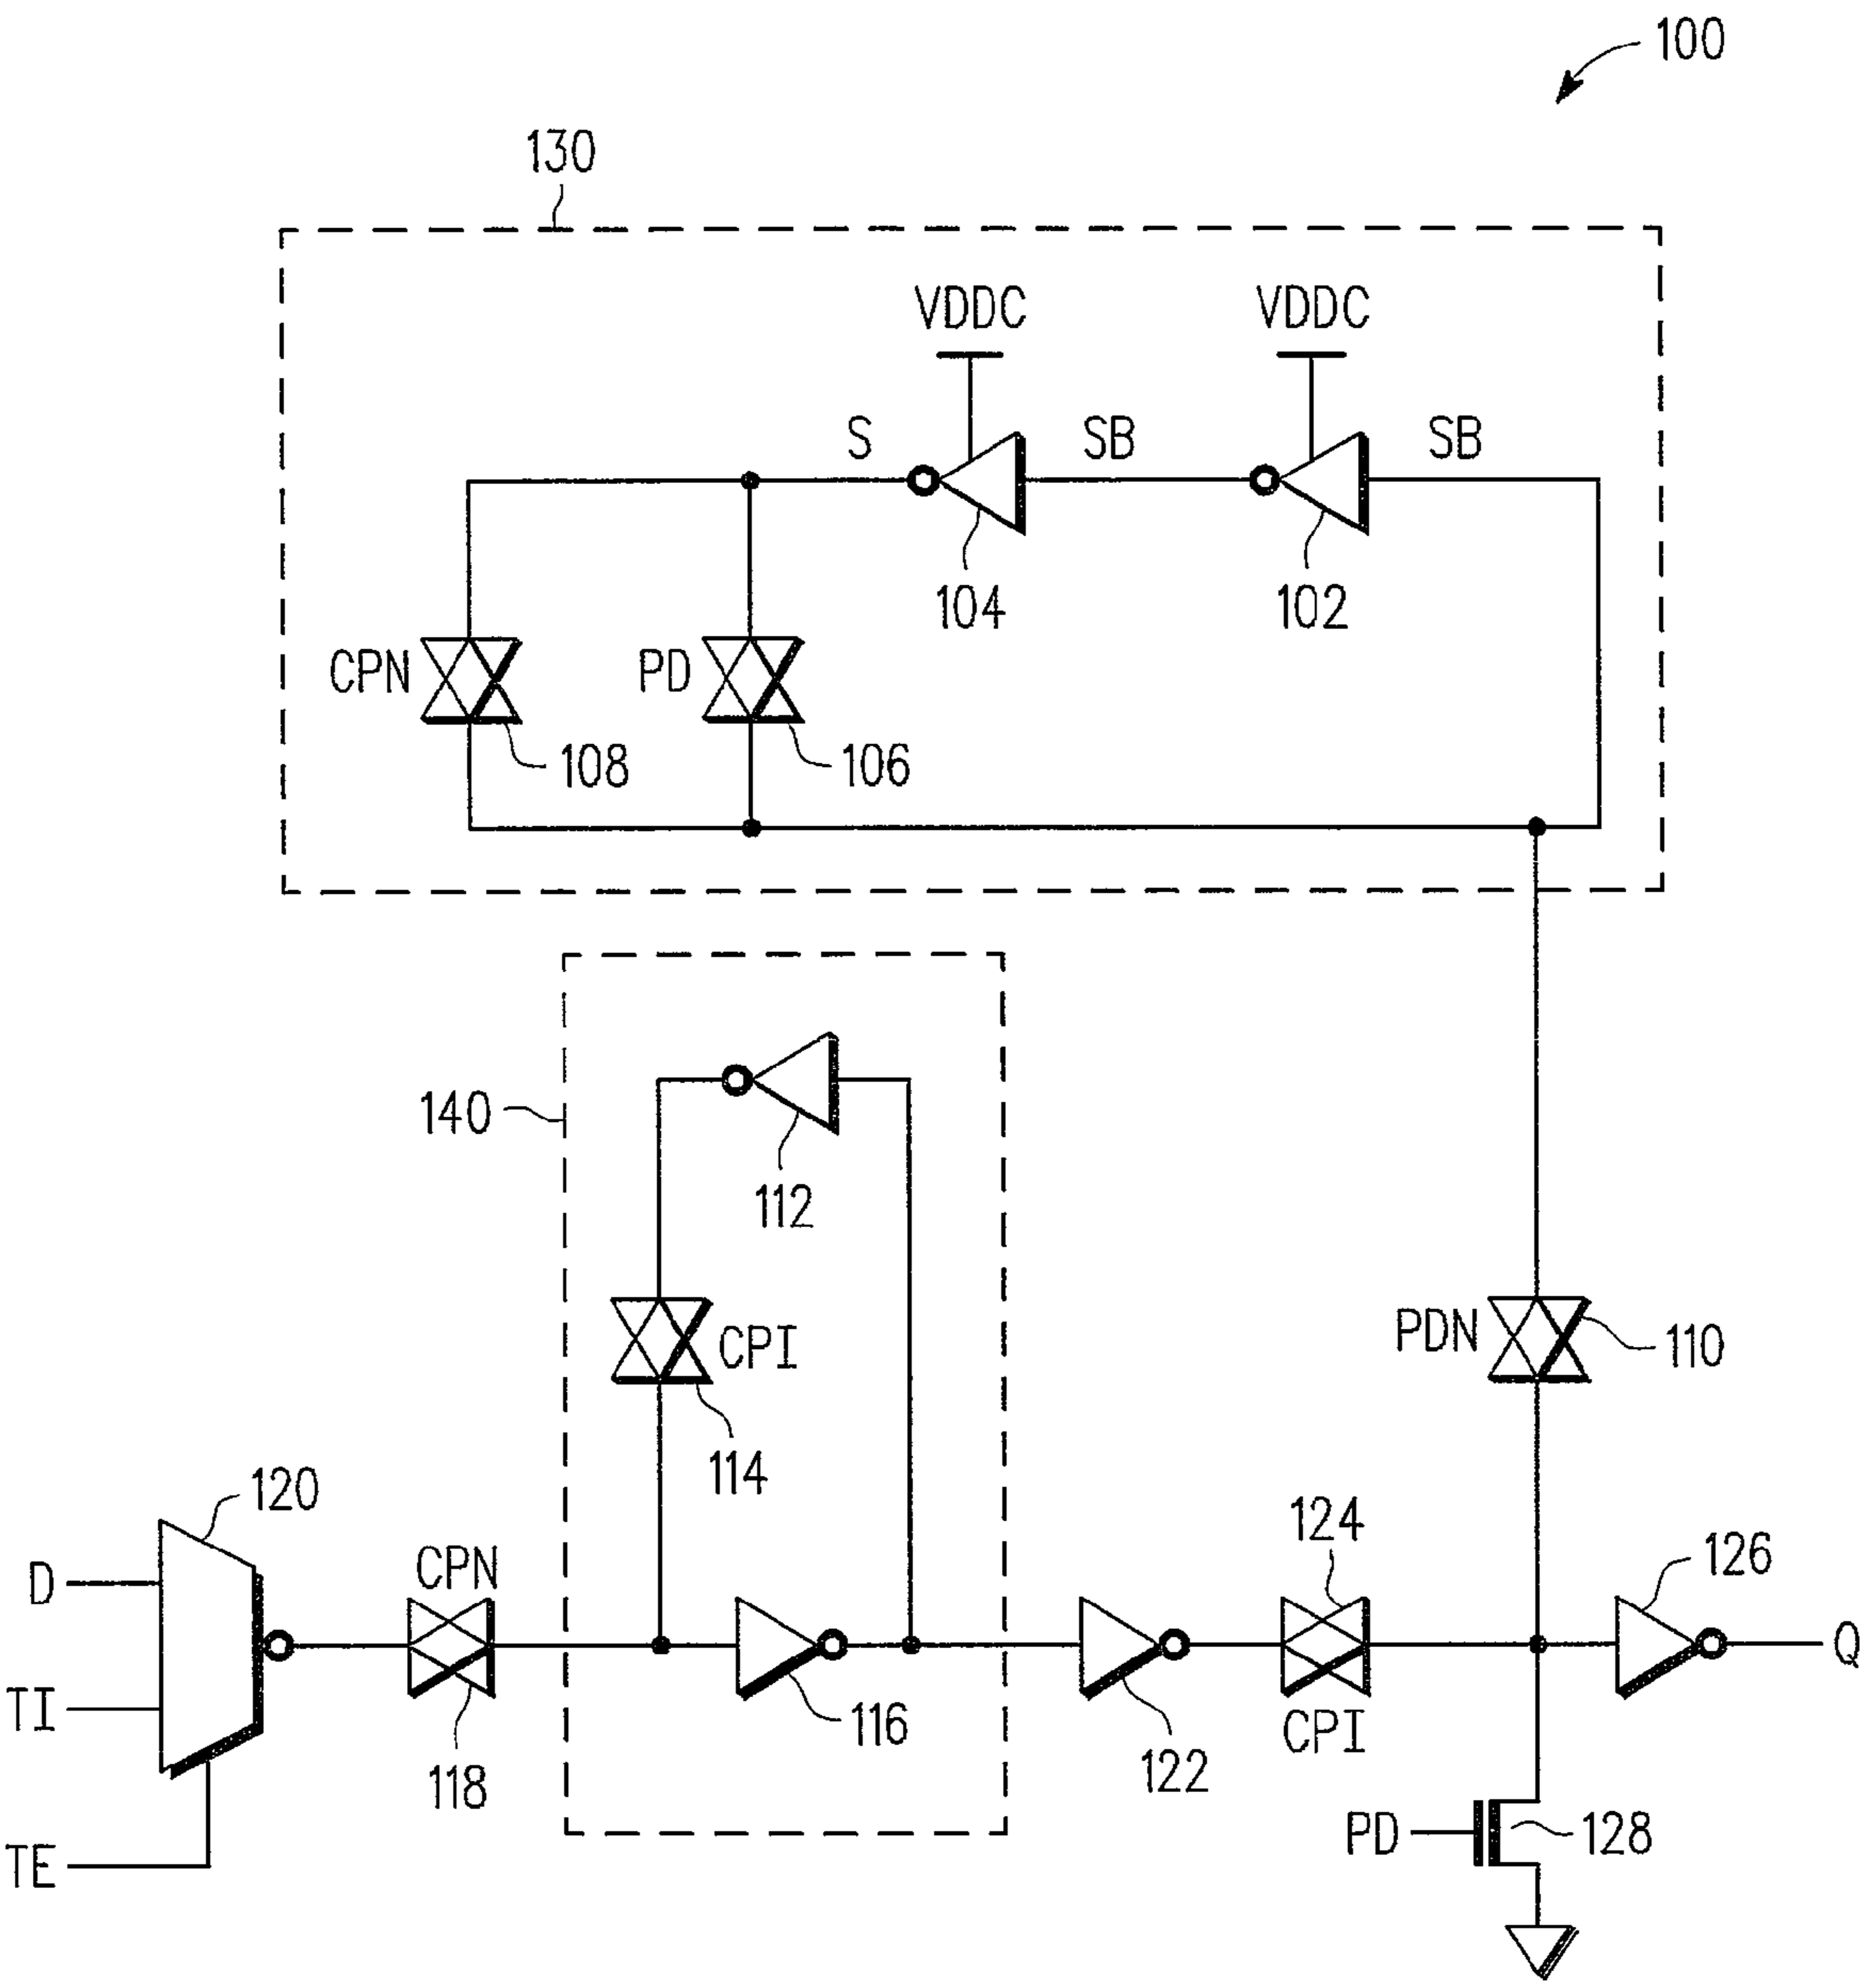 100
130
VDDC VDDC
S SB SB
104 102
CPN PD
108 106
140
112
CPI PDN 110
114
120 124
D CPN 126
Q
TI 116 CPI
118 122
PD 128
TE